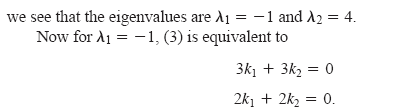 we see that the eigenvalues are λ₁ = −1 and λ₂ = 4.
Now for λ₁ = −1, (3) is equivalent to
3k₁ + 3k₂ = 0
2k₁ + 2k₂ = 0.